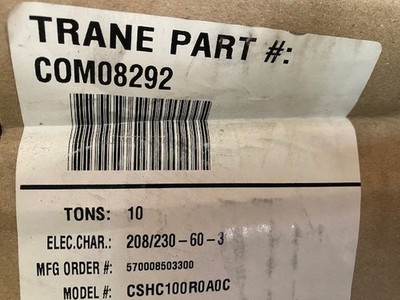 TRANE PART #:
COM08292
TONS: 10
ELEC.CHAR.: 208/230-60-3
MFG ORDER #: 570008503300
MODEL #: CSHC100R0A0C